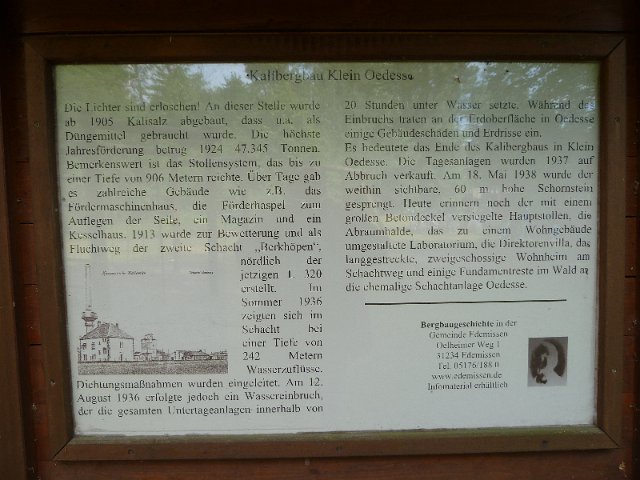 Kalibergbau Klein Oedesse
Die Lichter sind erloschen! An dieser Stelle wurde
ab 1905 Kalisalz abgebaut, dass u.a. als
Düngemittel gebraucht wurde. Die höchste
Jahresförderung betrug 1924 47.345 Tonnen.
Bemerkenswert ist das Stollensystem, das bis zu
einer Tiefe von 906 Metern reichte. Über Tage gab
es zahlreiche Gebäude wie z.B. das
Fördermaschinenhaus, die Förderhaspel zum
Auflegen der Seile, ein Magazin und ein
Kesselhaus. 1913 wurde zur Bewetterung und als
Fluchtweg der zweite Schacht „Berkhöpen“,
nördlich der
jetzigen L 320
erstellt. Im
Sommer 1936
zeigten sich im
Schacht bei
einer Tiefe von
242 Metern
Wasserzuflüsse.
Dichtungsmaßnahmen wurden eingeleitet. Am 12.
August 1936 erfolgte jedoch ein Wassereinbruch,
der die gesamten Untertageanlagen innerhalb von
20 Stunden unter Wasser setzte. Während des
Einbruchs traten an der Erdoberfläche in Oedesse
einige Gebäudeschäden und Erdrisse ein.
Es bedeutete das Ende des Kalibergbaus in Klein
Oedesse. Die Tagesanlagen wurden 1937 auf
Abbruch verkauft. Am 18. Mai 1938 wurde der
weithin sichtbare, 60 m hohe Schornstein
gesprengt. Heute erinnern noch der mit einem
großen Betondeckel versiegelte Hauptstollen, die
Abraumhalde, das zu einem Wohngebäude
umgestaltete Laboratorium, die Direktorenvilla, das
langgestreckte, zweigeschossige Wohnheim am
Schachtweg und einige Fundamentreste im Wald an
die ehemalige Schachtanlage Oedesse.
Bergbaugeschichte in der
Gemeinde Edemissen
Oelheimer Weg 1
31234 Edemissen
Tel. 05176/188.0
www.edemissen.de
Infomaterial erhältlich